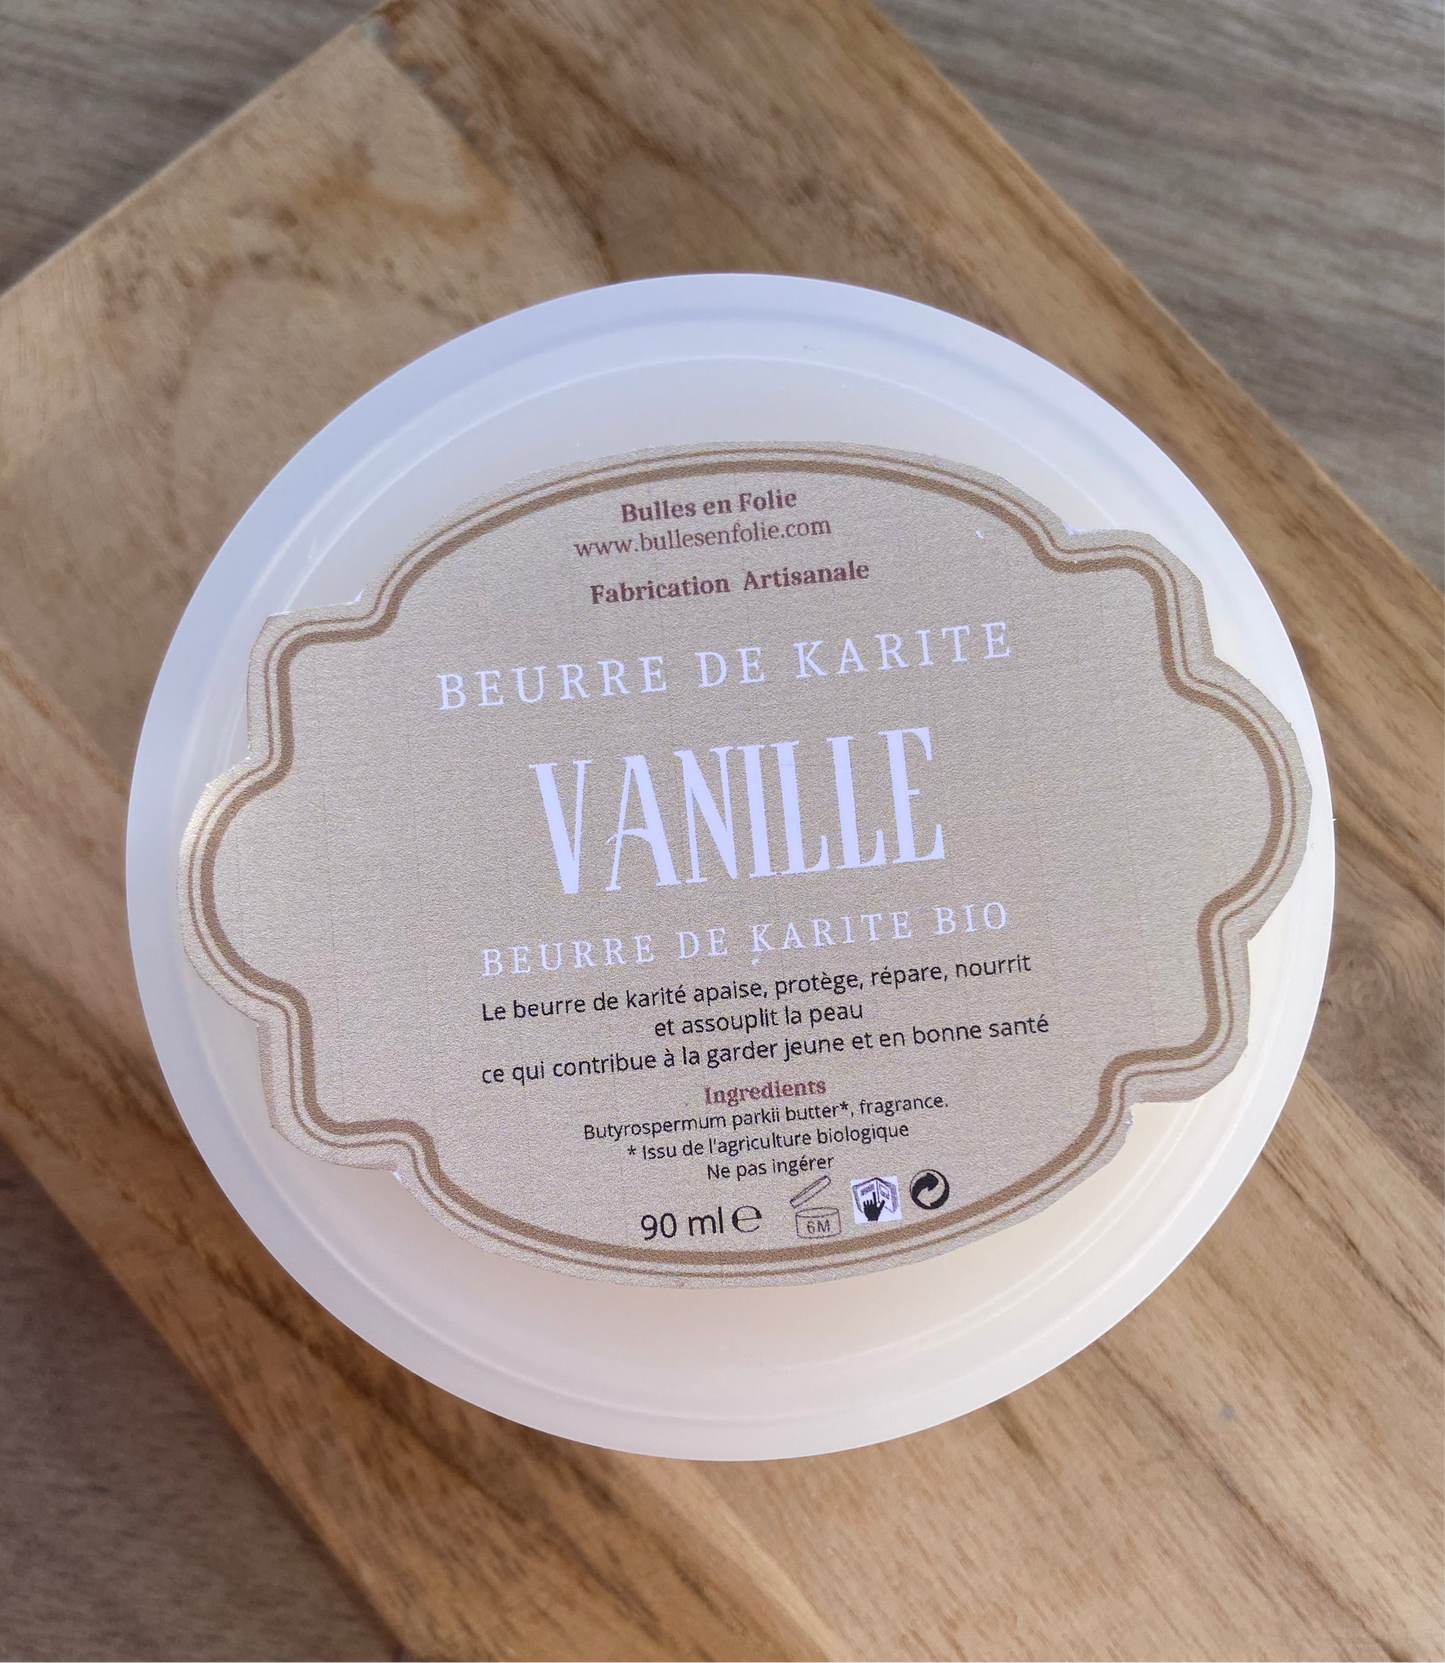 Bulles en Folie
www.bullesenfolie.com
Fabrication Artisanale
BEURRE DE KARITE
VANILLE
BEURRE DE KARITE BIO
Le beurre de karité apaise, protège, répare, nourrit
et assouplit la peau
ce qui contribue à la garder jeune et en bonne santé
Ingredients
Butyrospermum parkii butter*, fragrance.
* Issu de l'agriculture biologique
Ne pas ingérer
90 ml ℮ 6M